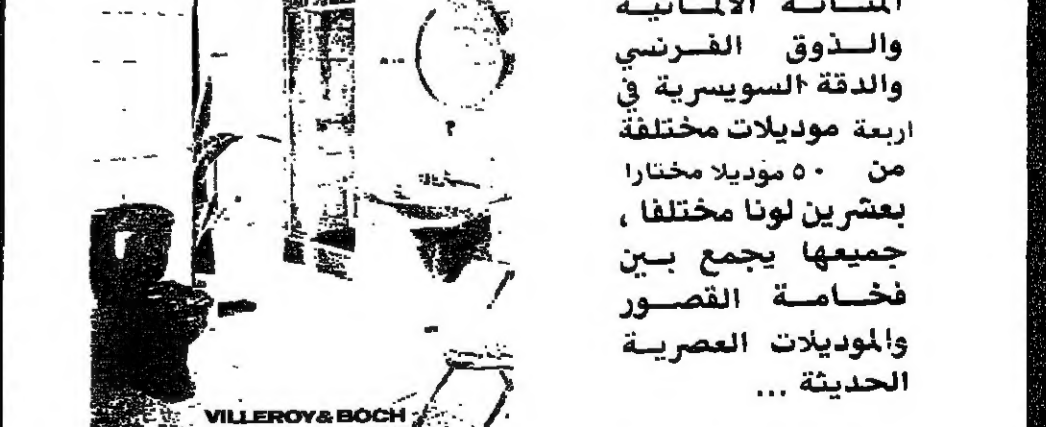 المتانة الألمانية
والذوق الفرنسي
والدقة السويسرية في
اربعة موديلات مختلفة
من ٥٠ موديلا مختارا
بعشرين لونا مختلفا ،
جميعها يجمع بين
فخامة القصور
والموديلات العصرية
الحديثة ...
VILLEROY & BOCH